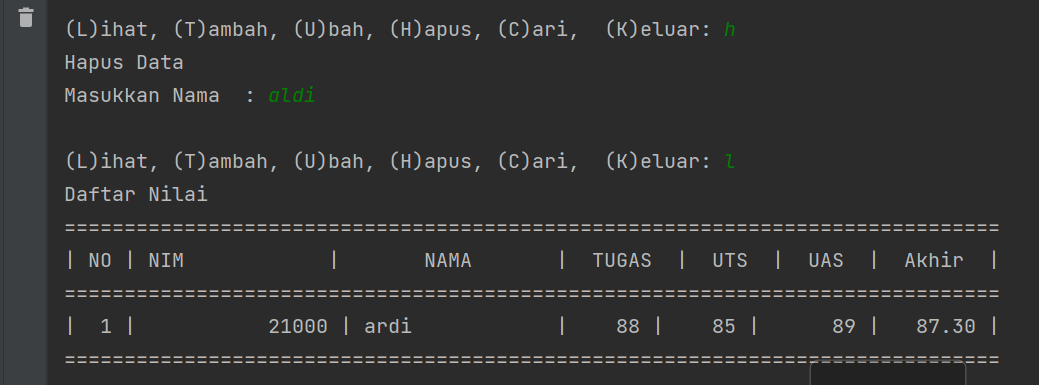 (L)ihat, (T)ambah, (U)bah, (H)apus, (C)ari,  (K)eluar: h
Hapus Data
Masukkan Nama  : aldi
(L)ihat, (T)ambah, (U)bah, (H)apus, (C)ari,  (K)eluar: l
Daftar Nilai
==============================================================================
| NO | NIM            |       NAMA       |  TUGAS  |  UTS  |  UAS  |  Akhir  |
==============================================================================
|  1 |           21000 | ardi            |    88 |    85 |      89 |   87.30 |
==============================================================================